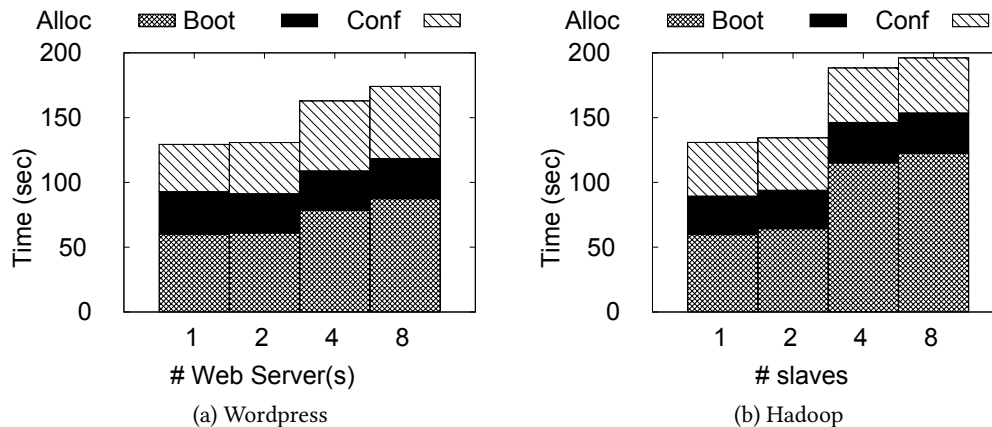 Alloc Boot Conf
200
150
100
50
0
Time (sec)
1 2 4 8
# Web Server(s)
(a) Wordpress
Alloc Boot Conf
200
150
100
50
0
Time (sec)
1 2 4 8
# slaves
(b) Hadoop